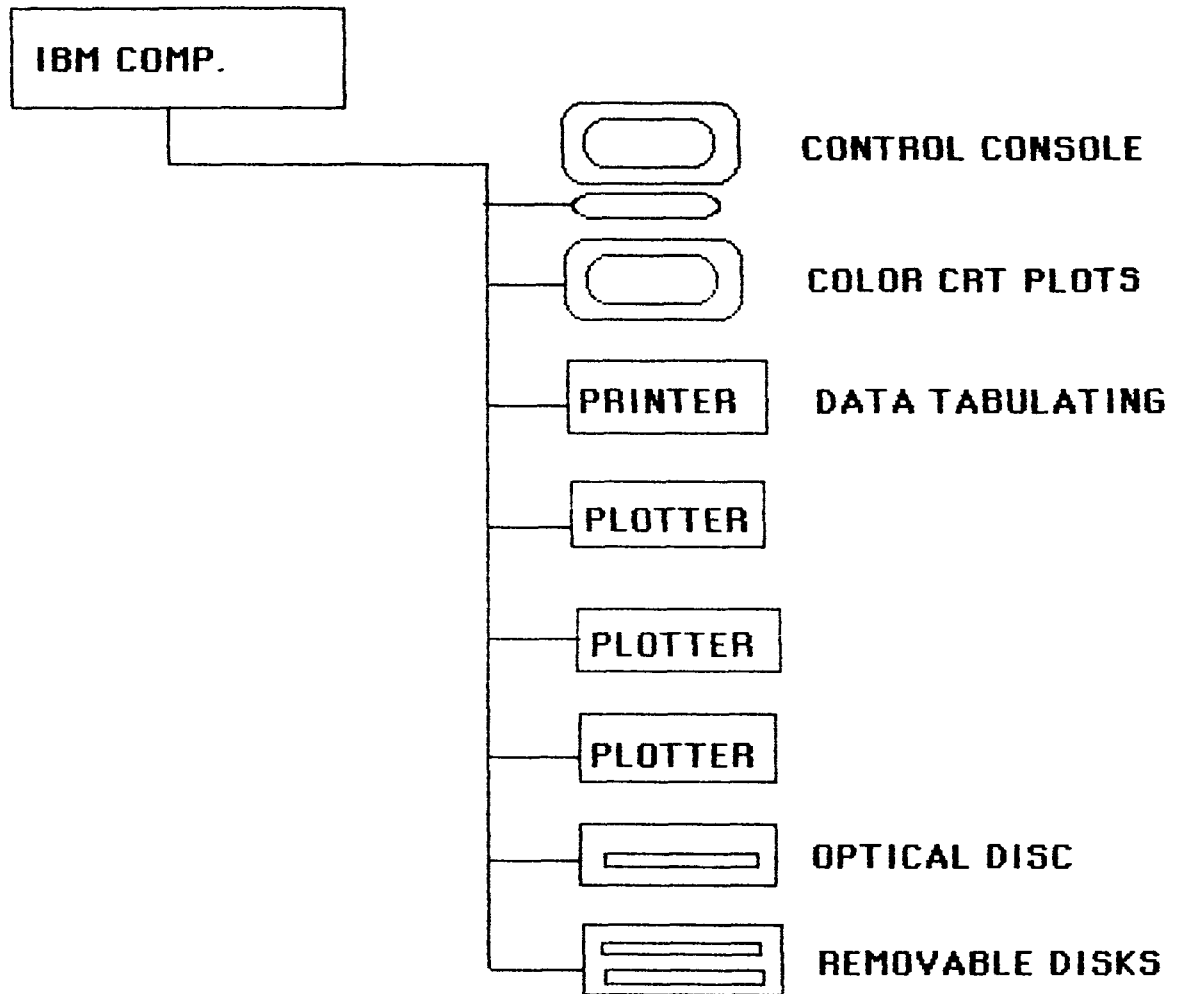 IBM COMP.
CONTROL CONSOLE
COLOR CRT PLOTS
PRINTER DATA TABULATING
PLOTTER
PLOTTER
PLOTTER
OPTICAL DISC
REMOVABLE DISKS